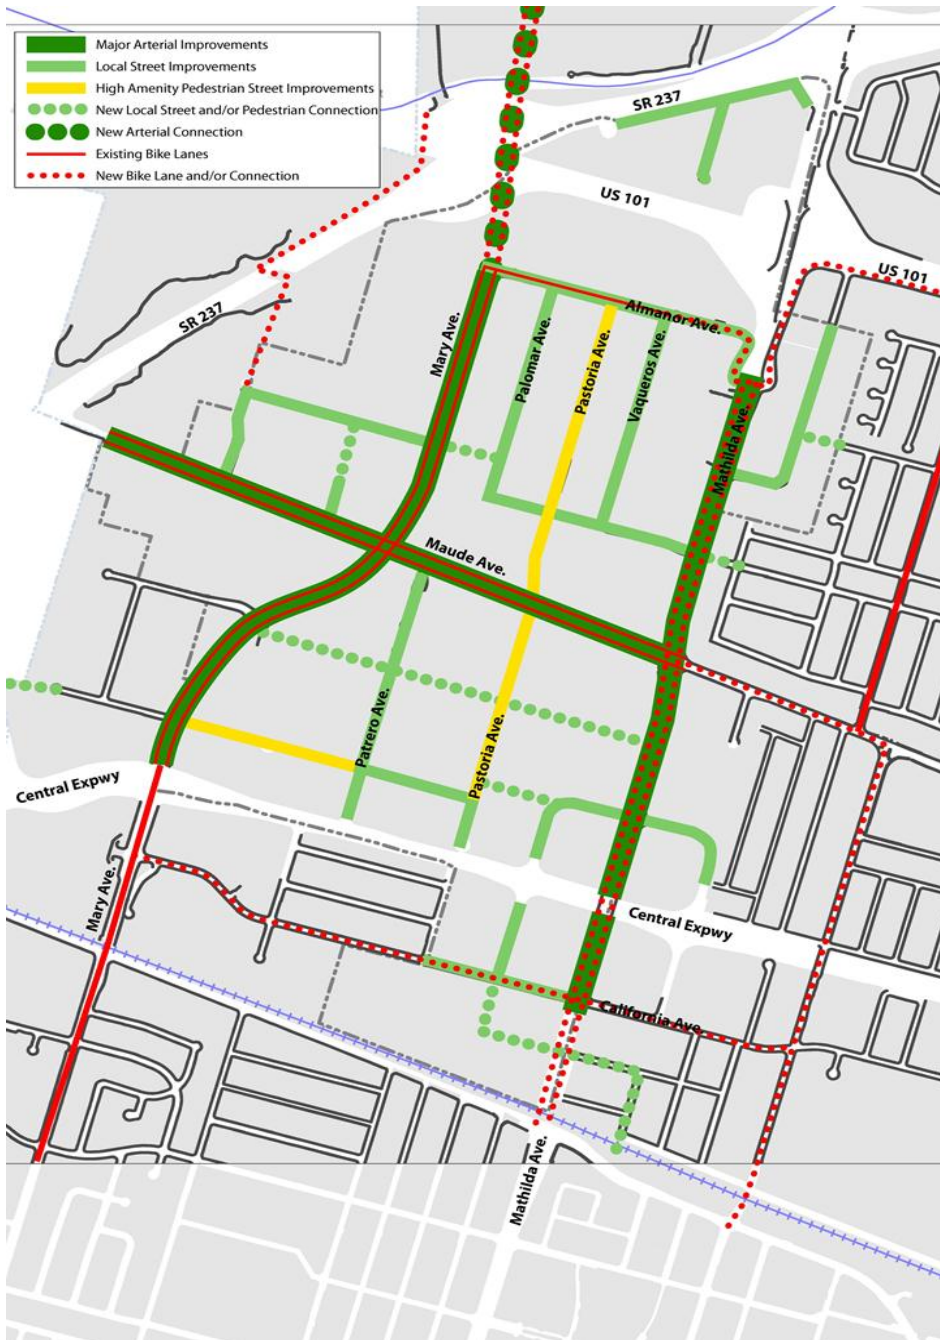 Major Arterial Improvements
Local Street Improvements
High Amenity Pedestrian Street Improvements
New Local Street and/or Pedestrian Connection
New Arterial Connection
Existing Bike Lanes
New Bike Lane and/or Connection
SR 237
US 101
US 101
SR 237
Almanor Ave.
Mary Ave.
Palomar Ave.
Pastoria Ave.
Vaqueros Ave.
Mathilda Ave.
Maude Ave.
Patrero Ave.
Pastoria Ave.
Central Expwy
Mary Ave.
Central Expwy
California Ave.
Mathilda Ave.